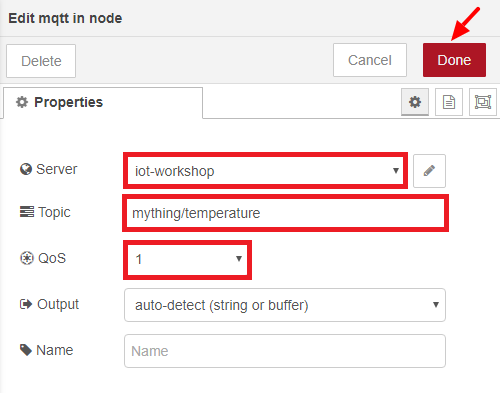 Edit mqtt in node
Delete Cancel Done
Properties
Server iot-workshop
Topic mything/temperature
QoS 1
Output auto-detect (string or buffer)
Name Name